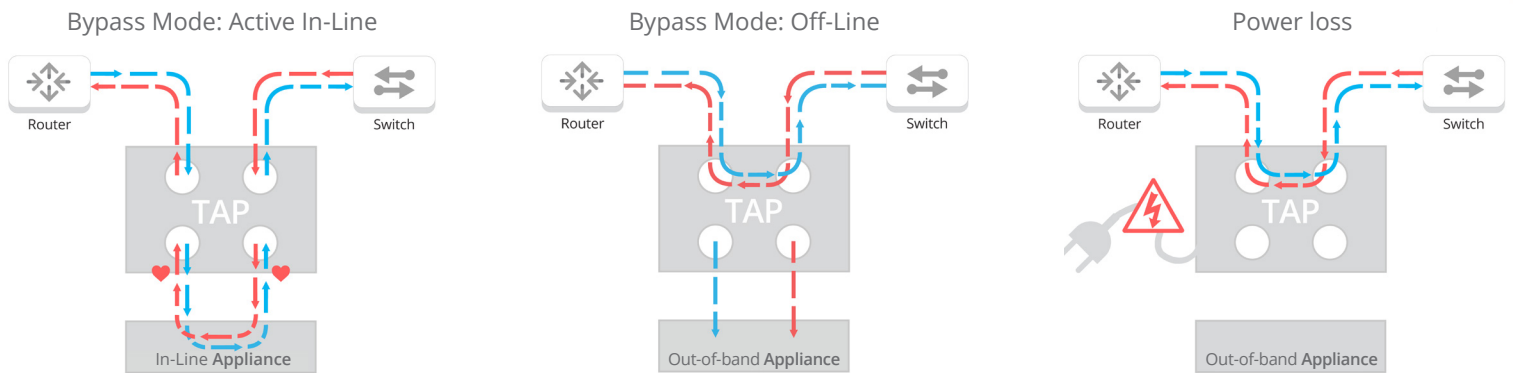 Bypass Mode: Active In-Line
Router
Switch
TAP
In-Line Appliance
Bypass Mode: Off-Line
Router
Switch
TAP
Out-of-band Appliance
Power loss
Router
Switch
TAP
Out-of-band Appliance